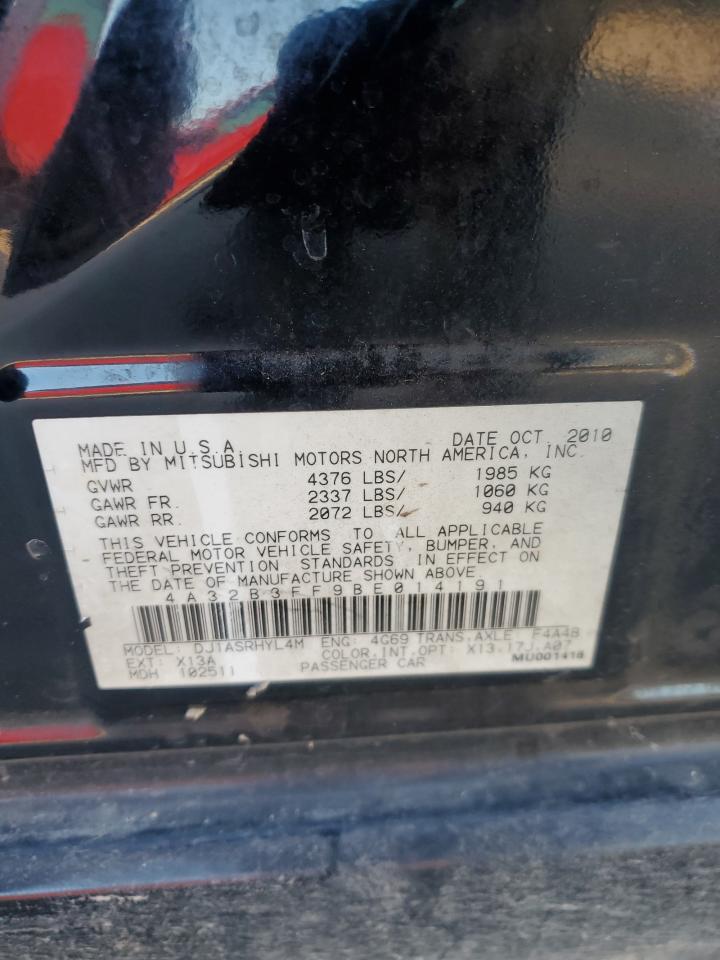 MADE IN U.S.A. DATE OCT. 2010
MFD BY MITSUBISHI MOTORS NORTH AMERICA, INC.
GVWR 4376 LBS/ 1985 KG
GAWR FR. 2337 LBS/ 1060 KG
GAWR RR. 2072 LBS/ 940 KG
THIS VEHICLE CONFORMS TO ALL APPLICABLE
FEDERAL MOTOR VEHICLE SAFETY, BUMPER, AND
THEFT PREVENTION STANDARDS IN EFFECT ON
THE DATE OF MANUFACTURE SHOWN ABOVE.
4A32B3FF9BE014191
MODEL: DJ1ASRHYL4M ENG: 4G69 TRANS,AXLE F4A4B
EXT: X13A COLOR,INT,OPT: X13,17J,A07
MDH 102511 PASSENGER CAR MU001418